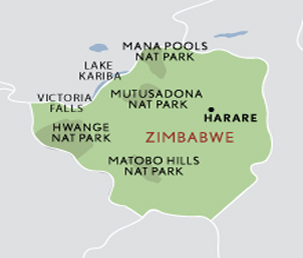 MANA POOLS
NAT PARK
LAKE
KARIBA
VICTORIA
FALLS
MUTUSADONA
NAT PARK
HARARE
HWANGE
NAT PARK
ZIMBABWE
MATOBO HILLS
NAT PARK